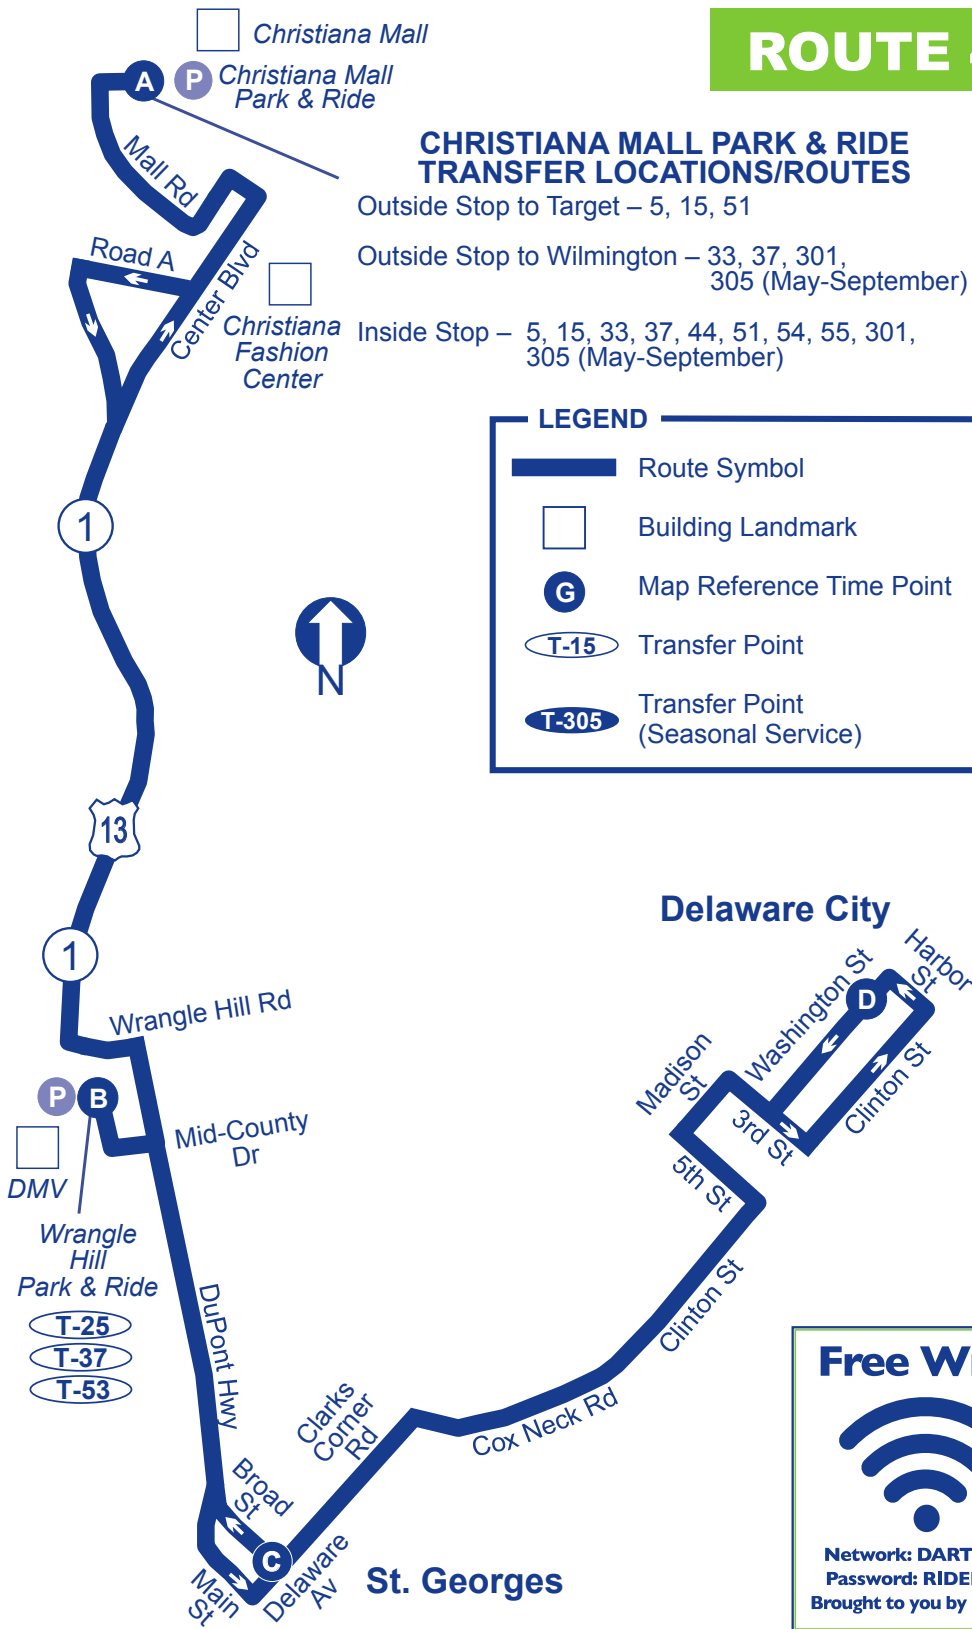 Christiana Mall
ROUTE
A
P
Christiana Mall
Park & Ride
CHRISTIANA MALL PARK & RIDE
TRANSFER LOCATIONS/ROUTES
Outside Stop to Target – 5, 15, 51
Outside Stop to Wilmington – 33, 37, 301,
305 (May-September)
Inside Stop – 5, 15, 33, 37, 44, 51, 54, 55, 301,
305 (May-September)
Mall Rd
Road A
Center Blvd
Christiana
Fashion
Center
LEGEND
Route Symbol
Building Landmark
G Map Reference Time Point
T-15 Transfer Point
T-305 Transfer Point
(Seasonal Service)
1
N
13
1
Wrangle Hill Rd
P
B
DMV
Mid-County
Dr
Wrangle
Hill
Park & Ride
T-25
T-37
T-53
DuPont Hwy
Delaware City
Harbor
St
Washington St
D
Madison
St
3rd St
Clinton St
5th St
Clinton St
Cox Neck Rd
Clarks
Corner
Rd
Broad
St
C
Main
St
Delaware
Av
St. Georges
Free
Network: DART
Password:
Brought to you by